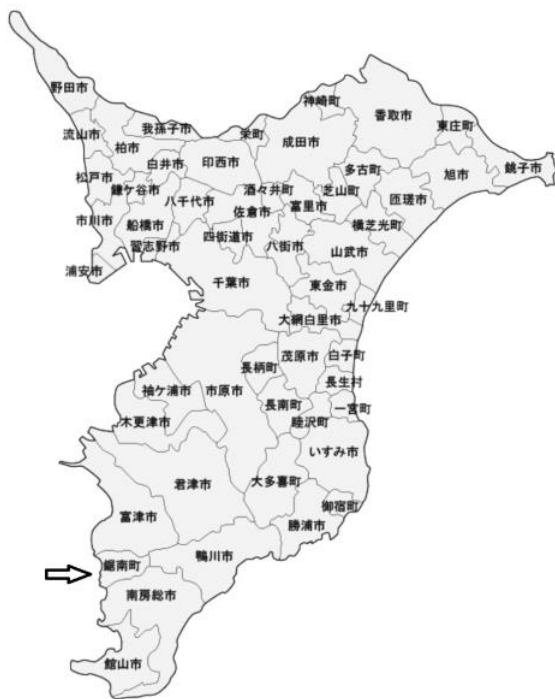 野田市
流山市
柏市
我孫子市
松戸市
鎌ケ谷市
白井市
印西市
栄町
成田市
神崎町
香取市
東庄町
銚子市
旭市
匝瑳市
多古町
芝山町
横芝光町
山武市
富里市
酒々井町
佐倉市
八千代市
四街道市
八街市
市川市
船橋市
習志野市
浦安市
千葉市
東金市
九十九里町
大網白里市
茂原市
白子町
長生村
一宮町
長柄町
長南町
睦沢町
いすみ市
市原市
袖ケ浦市
木更津市
君津市
富津市
大多喜町
御宿町
勝浦市
鴨川市
鋸南町
南房総市
館山市